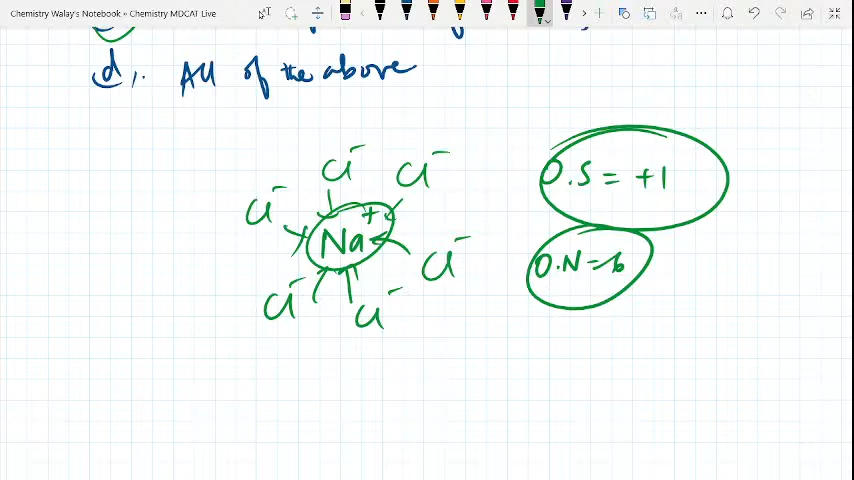 Chemistry Walay's Notebook » Chemistry MDCAT Live
d). All of the above
Cl⁻ Cl⁻
Cl⁻
Na⁺
Cl⁻
Cl⁻ Cl⁻
O.S = +1
O.N = 6